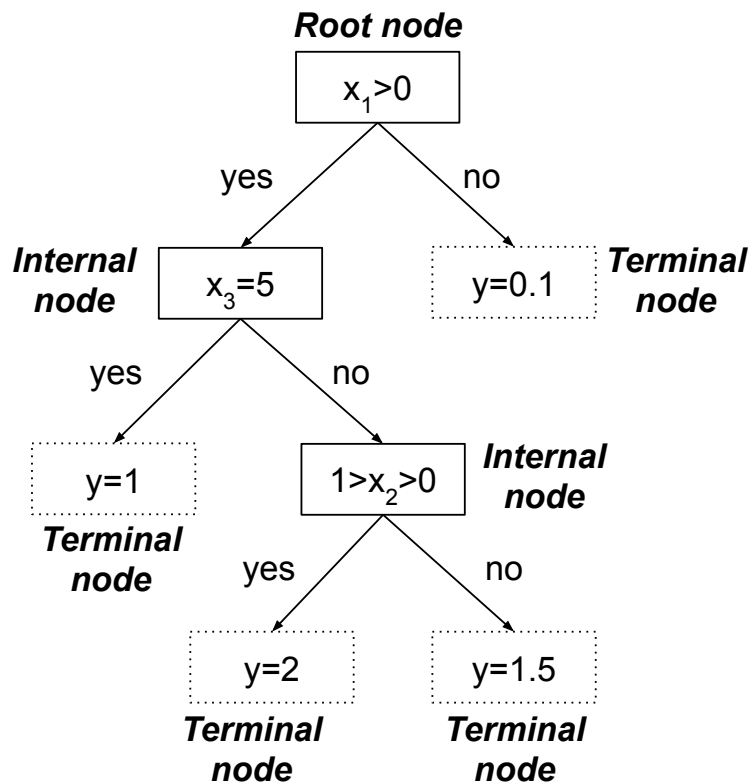 Root node
x₁>0
yes
no
Internal
node
x₃=5
y=0.1
Terminal
node
yes
no
y=1
Terminal
node
1>x₂>0
Internal
node
yes
no
y=2
Terminal
node
y=1.5
Terminal
node